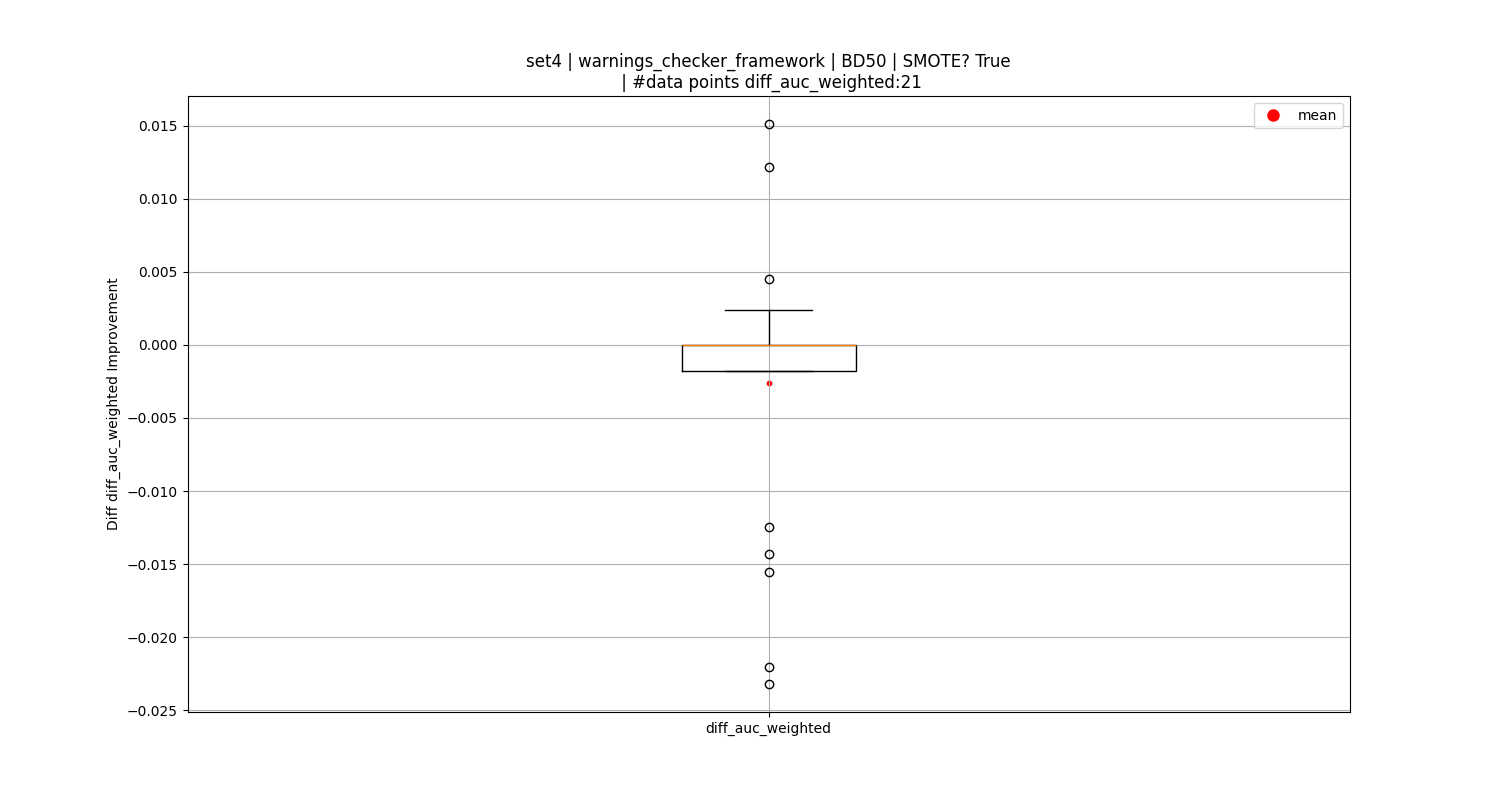 set4 | warnings_checker_framework | BD50 | SMOTE? True
| #data points diff_auc_weighted:21
mean
0.015
0.010
0.005
0.000
−0.005
−0.010
−0.015
−0.020
−0.025
Diff diff_auc_weighted Improvement
diff_auc_weighted